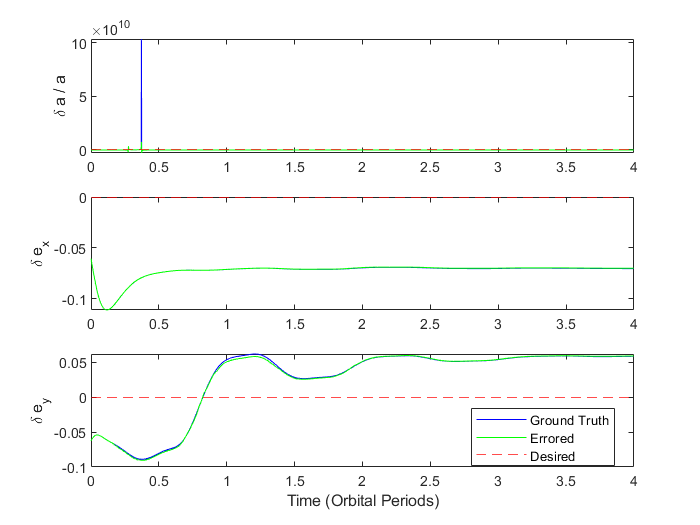 ×10^10
10
5
0
δ a / a
0 0.5 1 1.5 2 2.5 3 3.5 4
0
-0.05
-0.1
δ e_x
0 0.5 1 1.5 2 2.5 3 3.5 4
0.05
0
-0.05
-0.1
δ e_y
Ground Truth
Errored
Desired
0 0.5 1 1.5 2 2.5 3 3.5 4
Time (Orbital Periods)